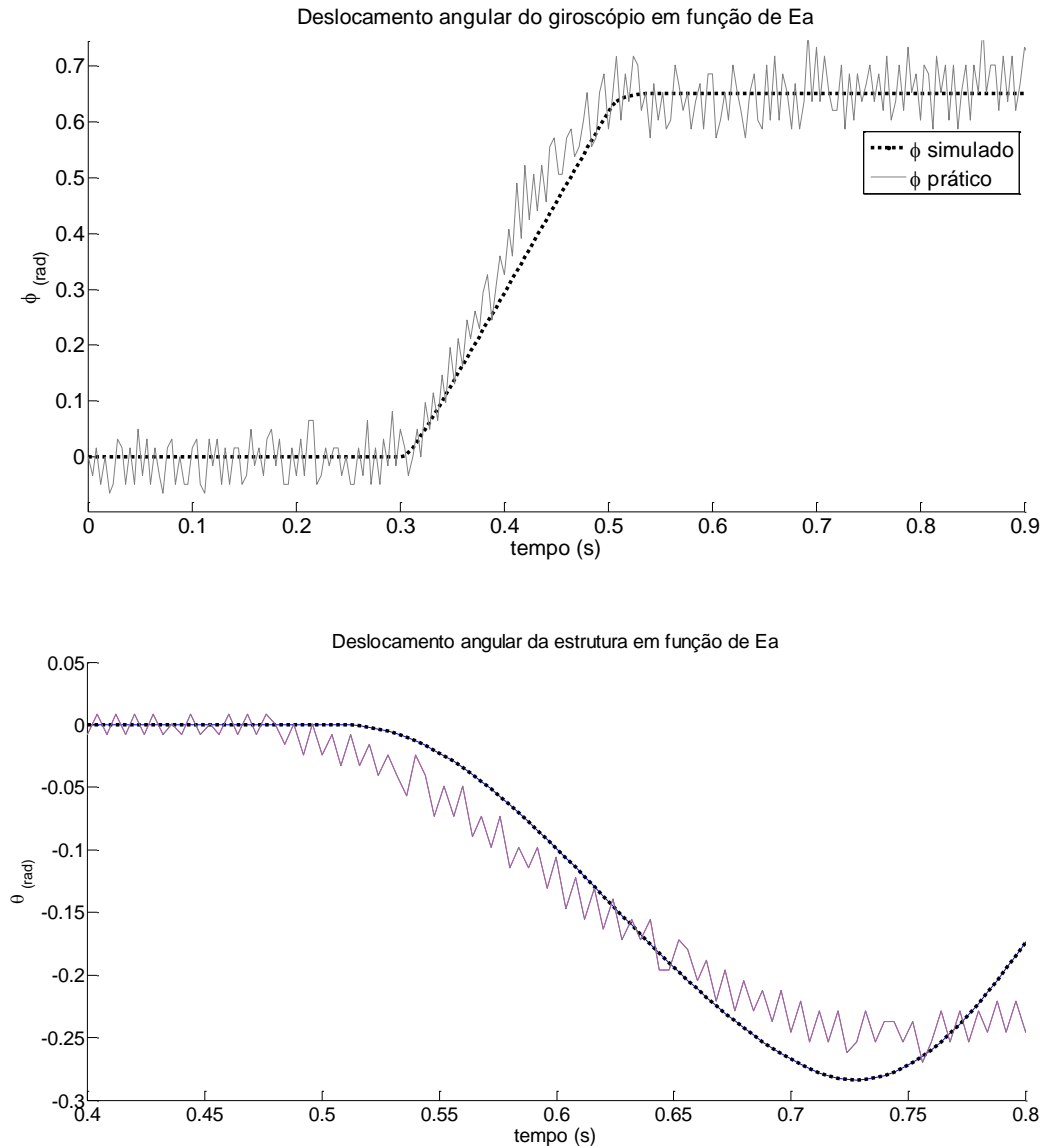 Deslocamento angular do giroscópio em função de Ea
0.7
0.6
0.5
0.4
0.3
0.2
0.1
0
ϕ (rad)
ϕ simulado
ϕ prático
0 0.1 0.2 0.3 0.4 0.5 0.6 0.7 0.8 0.9
tempo (s)
Deslocamento angular da estrutura em função de Ea
0.05
0
-0.05
-0.1
-0.15
-0.2
-0.25
-0.3
θ (rad)
0.4 0.45 0.5 0.55 0.6 0.65 0.7 0.75 0.8
tempo (s)